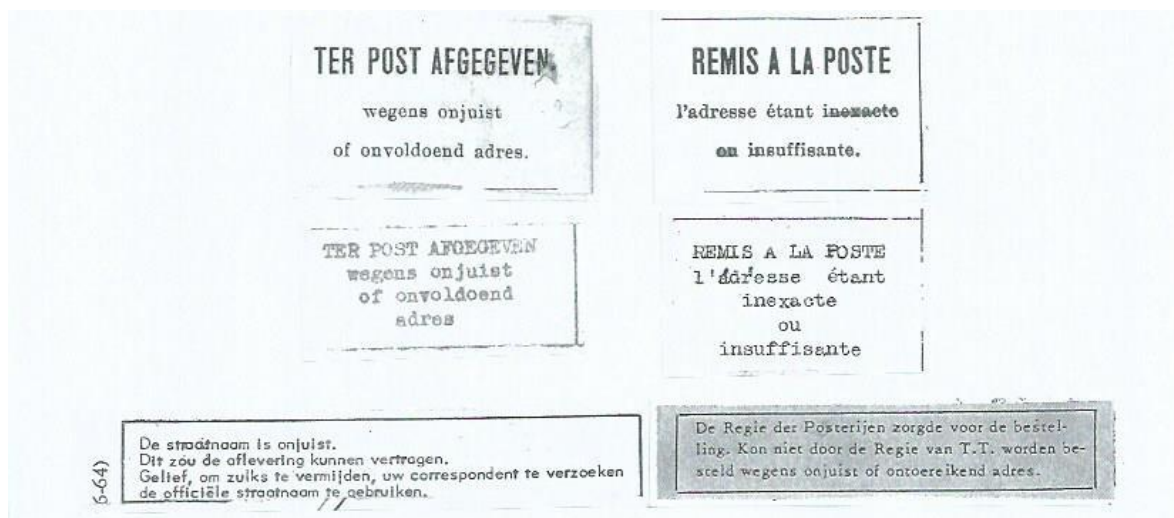 TER POST AFGEGEVEN
wegens onjuist
of onvoldoend adres.
REMIS A LA POSTE
l'adresse étant inexacte
ou insuffisante.
TER POST AFGEGEVEN
wegens onjuist
of onvoldoend
adres
REMIS A LA POSTE
l'adresse étant
inexacte
ou
insuffisante
6-64)
De straatnaam is onjuist.
Dit zou de aflevering kunnen vertragen.
Gelief, om zulks te vermijden, uw correspondent te verzoeken
de officiële straatnaam te gebruiken.
De Regie der Posterijen zorgde voor de bestel-
ling. Kon niet door de Regie van T.T. worden be-
steld wegens onjuist of ontoereikend adres.